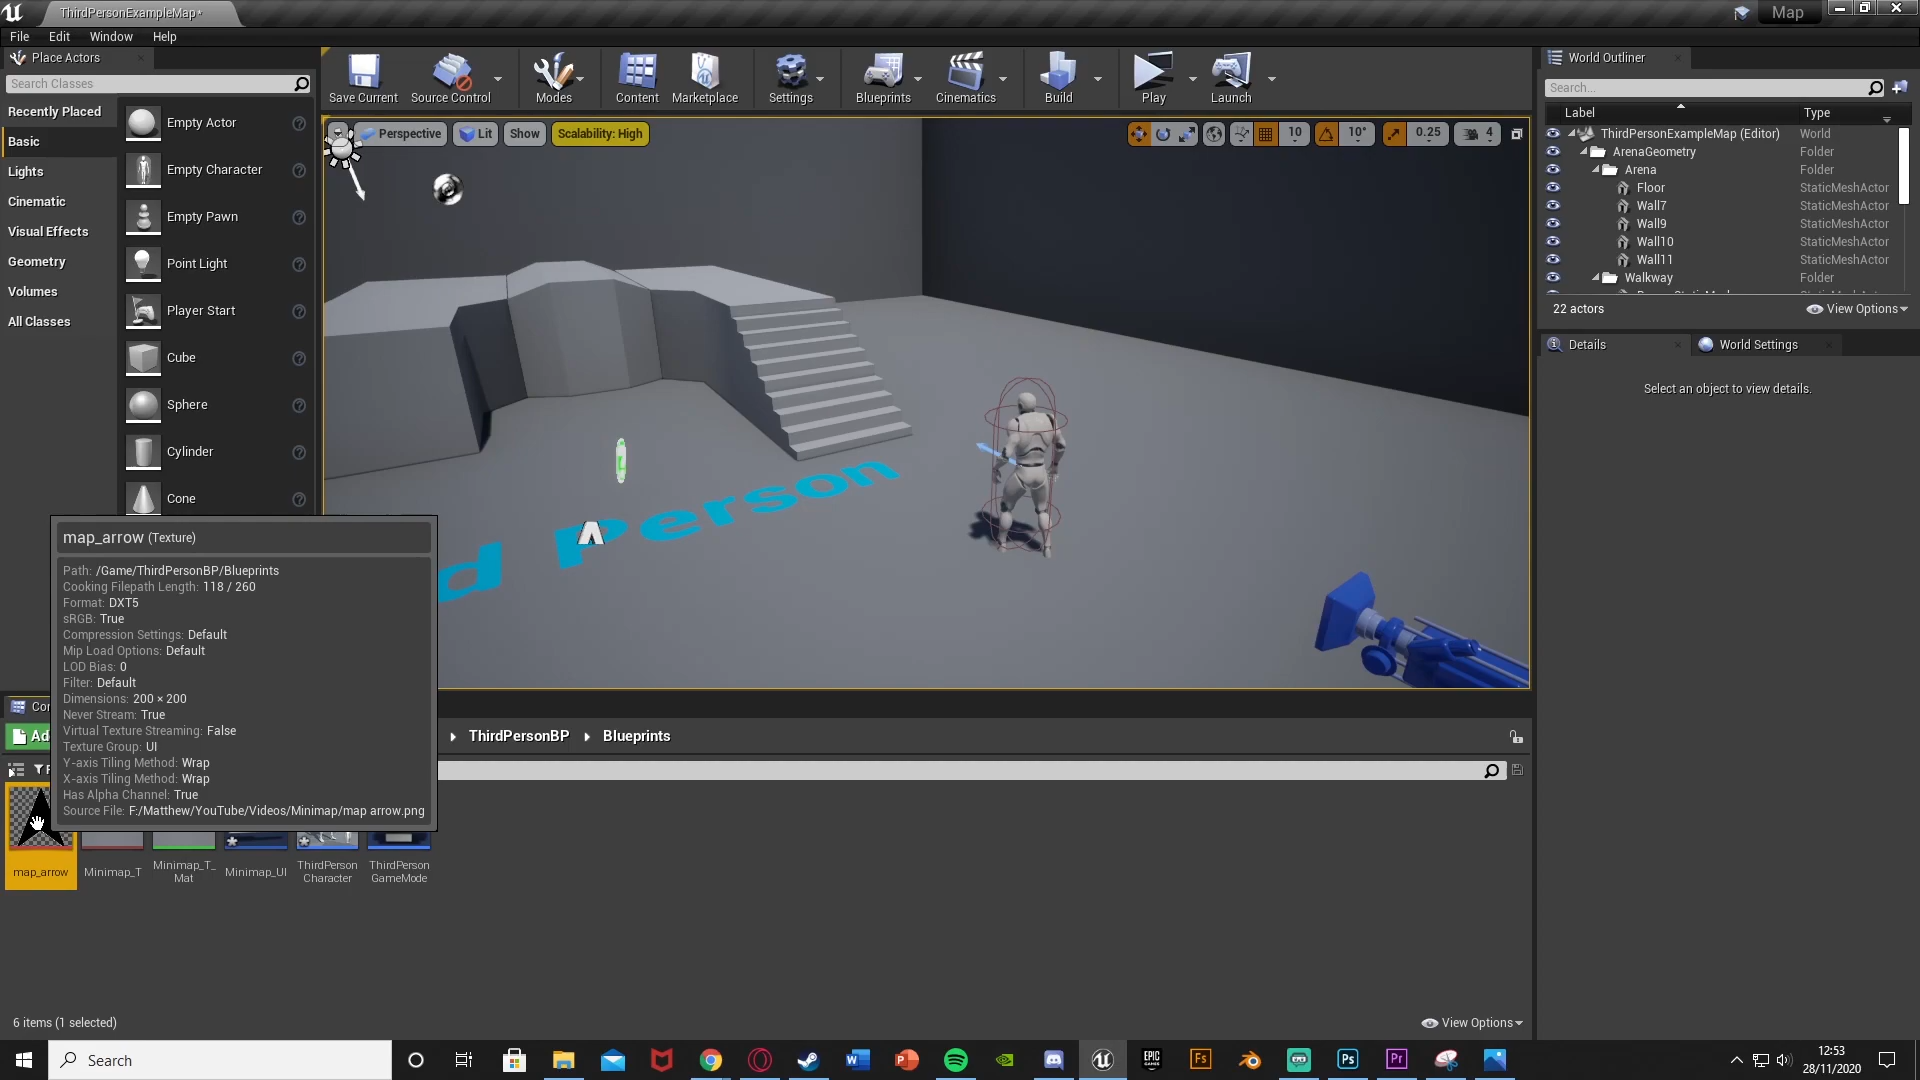 ThirdPersonExampleMap*
Map
File Edit Window Help
Place Actors
Search Classes
Recently Placed
Basic
Lights
Cinematic
Visual Effects
Geometry
Volumes
All Classes
Empty Actor
Empty Character
Empty Pawn
Point Light
Player Start
Cube
Sphere
Cylinder
Cone
Save Current
Source Control
Modes
Content
Marketplace
Settings
Blueprints
Cinematics
Build
Play
Launch
Perspective
Lit
Show
Scalability: High
10
10°
0.25
4
d Person
World Outliner
Search...
Label Type
ThirdPersonExampleMap (Editor) World
ArenaGeometry Folder
Arena Folder
Floor StaticMeshActor
Wall7 StaticMeshActor
Wall9 StaticMeshActor
Wall10 StaticMeshActor
Wall11 StaticMeshActor
Walkway Folder
22 actors
View Options
Details
World Settings
Select an object to view details.
map_arrow (Texture)
Path: /Game/ThirdPersonBP/Blueprints
Cooking Filepath Length: 118 / 260
Format: DXT5
sRGB: True
Compression Settings: Default
Mip Load Options: Default
LOD Bias: 0
Filter: Default
Dimensions: 200 × 200
Never Stream: True
Virtual Texture Streaming: False
Texture Group: UI
Y-axis Tiling Method: Wrap
X-axis Tiling Method: Wrap
Has Alpha Channel: True
Source File: F:/Matthew/YouTube/Videos/Minimap/map arrow.png
Con
Ad
F
ThirdPersonBP
Blueprints
map_arrow
Minimap_T
Minimap_T_
Mat
Minimap_UI
ThirdPerson
Character
ThirdPerson
GameMode
6 items (1 selected)
View Options
Search
W
P
EPIC
GAMES
Fs
Ps
Pr
12:53
28/11/2020